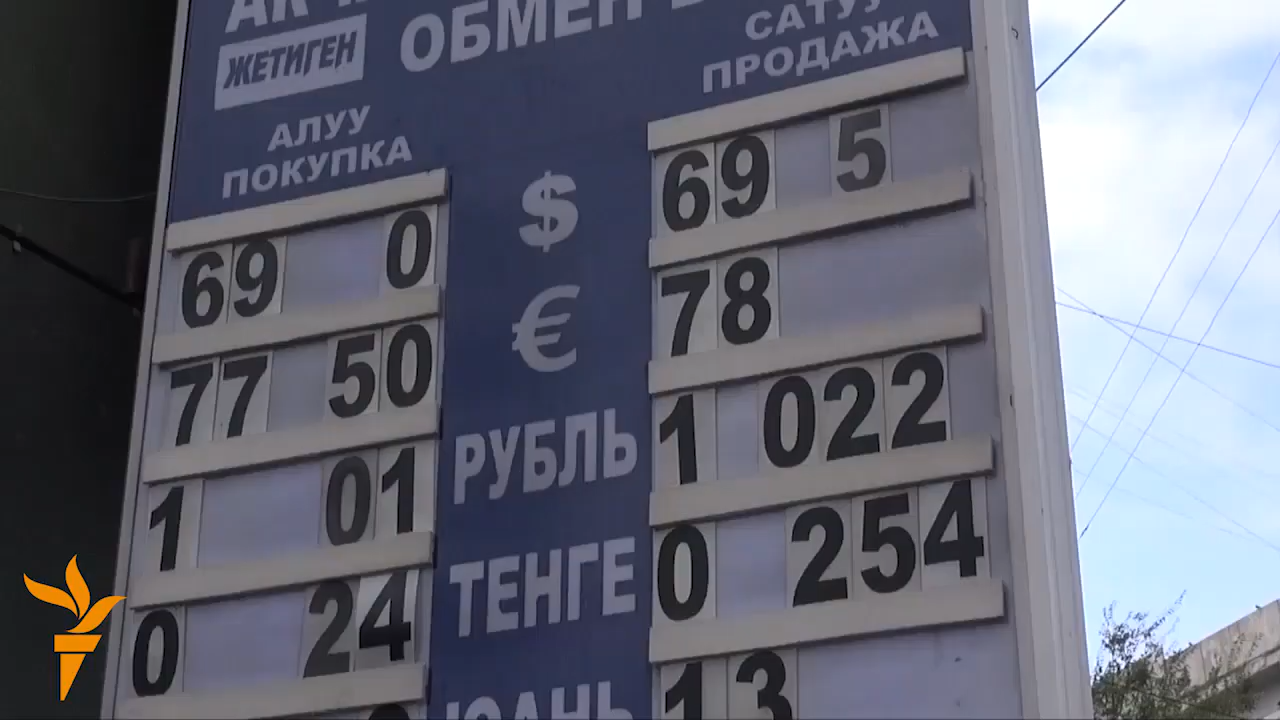 ЖЕТИГЕН
ОБМЕН
САТУУ
ПРОДАЖА
АЛУУ
ПОКУПКА
69 0 $ 69 5
77 50 € 78
1 01 РУБЛЬ 1 022
0 24 ТЕНГЕ 0 254
ЮАНЬ 13